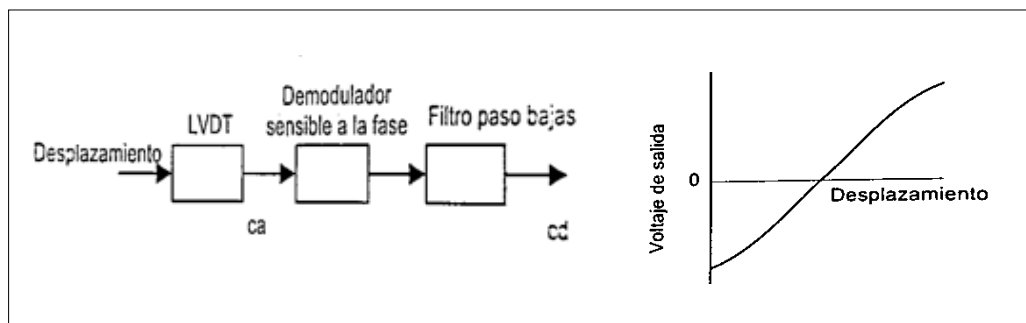 Desplazamiento
LVDT
ca
Demodulador
sensible a la fase
Filtro paso bajas
cd
Voltaje de salida
0
Desplazamiento